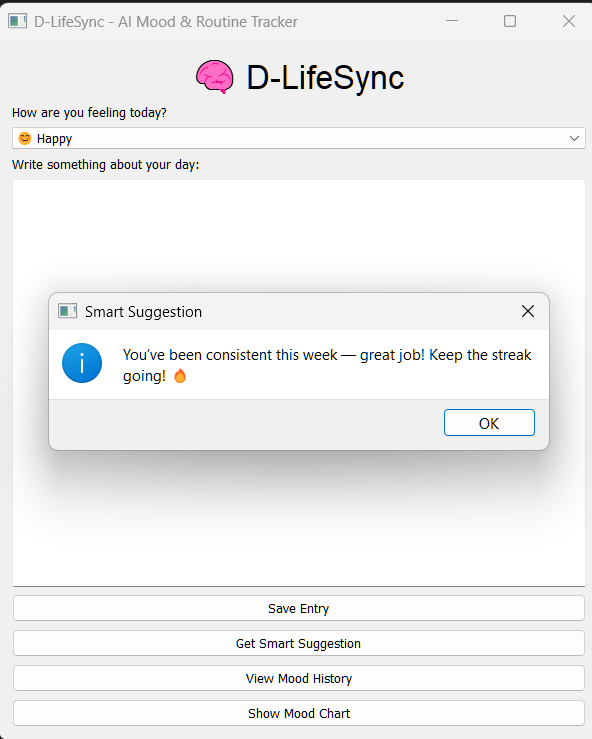 D-LifeSync - AI Mood & Routine Tracker
D-LifeSync
How are you feeling today?
😊 Happy
Write something about your day:
Smart Suggestion
You've been consistent this week — great job! Keep the streak
going! 🔥
OK
Save Entry
Get Smart Suggestion
View Mood History
Show Mood Chart